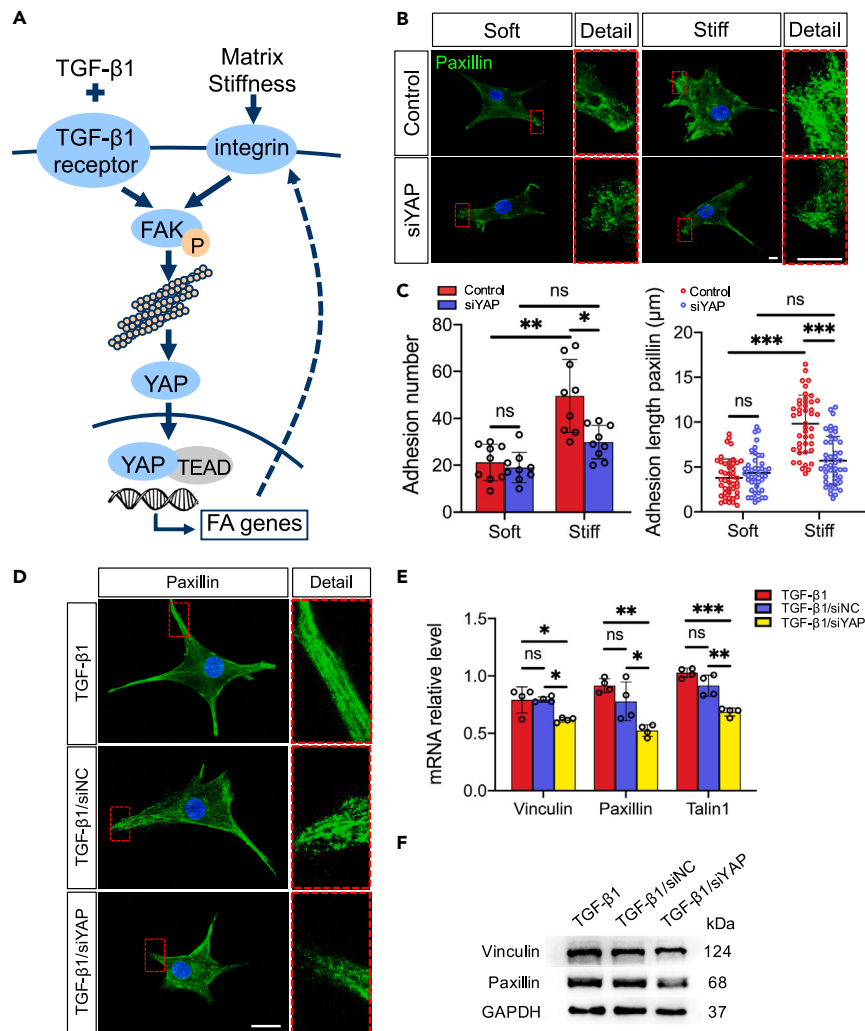 A
TGF-β1
Matrix
Stiffness
TGF-β1
receptor
integrin
FAK
P
YAP
YAP
TEAD
FA genes
B
Soft
Detail
Stiff
Detail
Control
Paxillin
siYAP
C
Control
siYAP
Adhesion number
80
60
40
20
0
ns
**
*
ns
Soft
Stiff
Control
siYAP
Adhesion length paxillin (μm)
20
15
10
5
0
ns
***
***
ns
Soft
Stiff
D
Paxillin
Detail
TGF-β1
TGF-β1/siNC
TGF-β1/siYAP
E
TGF-β1
TGF-β1/siNC
TGF-β1/siYAP
mRNA relative level
1.5
1.0
0.5
0.0
*
ns
*
**
ns
*
***
ns
**
Vinculin
Paxillin
Talin1
F
TGF-β1
TGF-β1/siNC
TGF-β1/siYAP
kDa
Vinculin
124
Paxillin
68
GAPDH
37